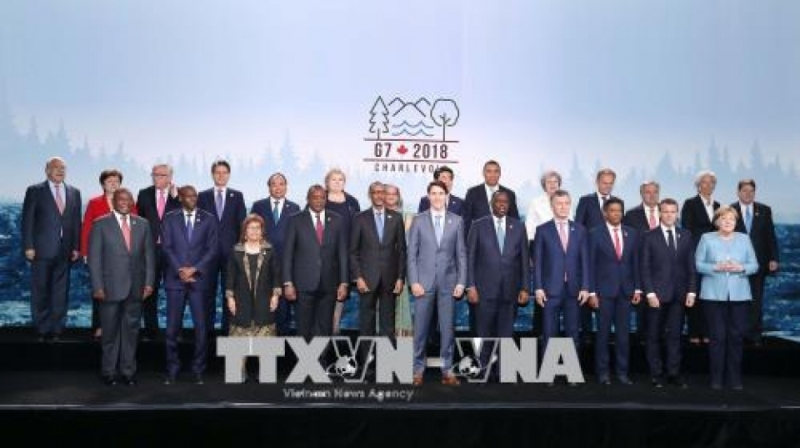 G7 2018
CHARLEVOIX
TTXVN-VNA
Vietnam News Agency